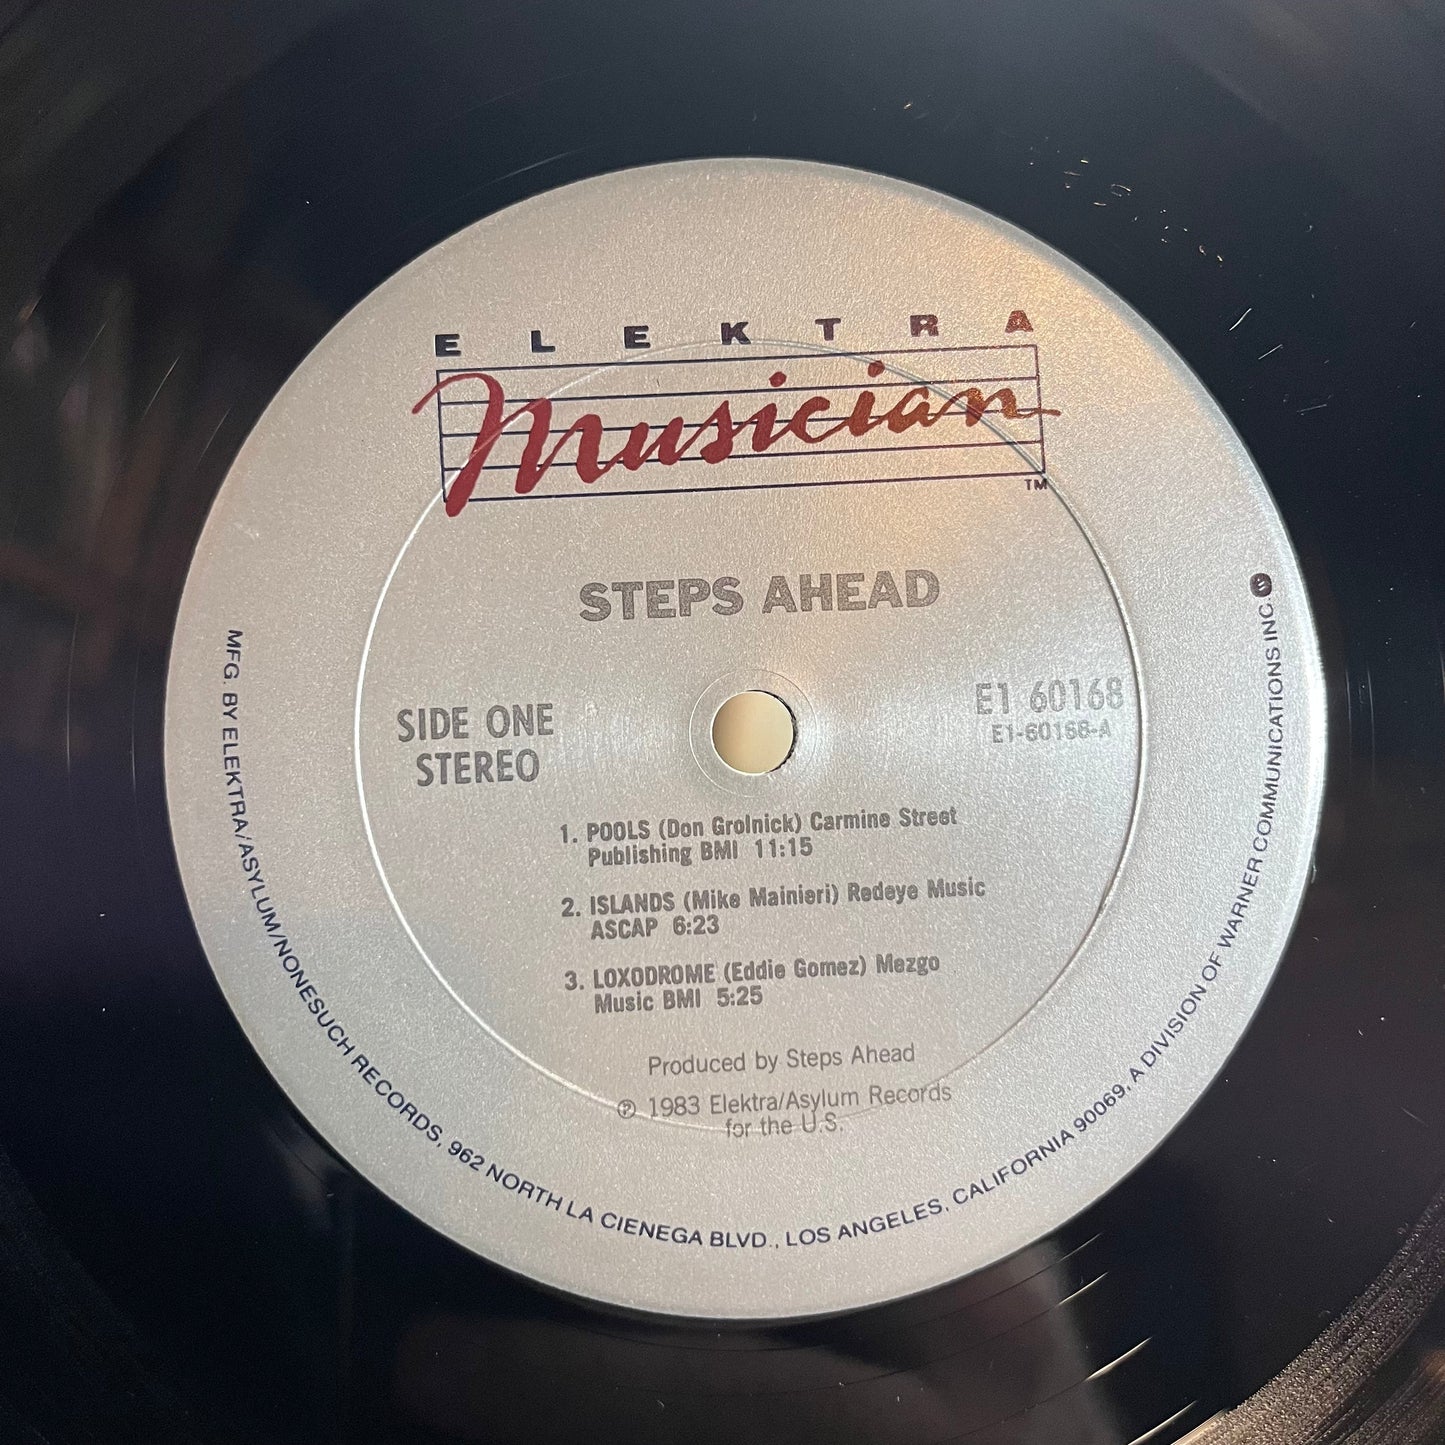 ELEKTRA
Musician
TM
STEPS AHEAD
SIDE ONE
STEREO
E1 60168
E1-60168-A
1. POOLS (Don Grolnick) Carmine Street
Publishing BMI 11:15
2. ISLANDS (Mike Mainieri) Redeye Music
ASCAP 6:23
3. LOXODROME (Eddie Gomez) Mezgo
Music BMI 5:25
Produced by Steps Ahead
℗ 1983 Elektra/Asylum Records
for the U.S.
MFG. BY ELEKTRA/ASYLUM/NONESUCH RECORDS, 962 NORTH LA CIENEGA BLVD., LOS ANGELES, CALIFORNIA 90069, A DIVISION OF WARNER COMMUNICATIONS INC.